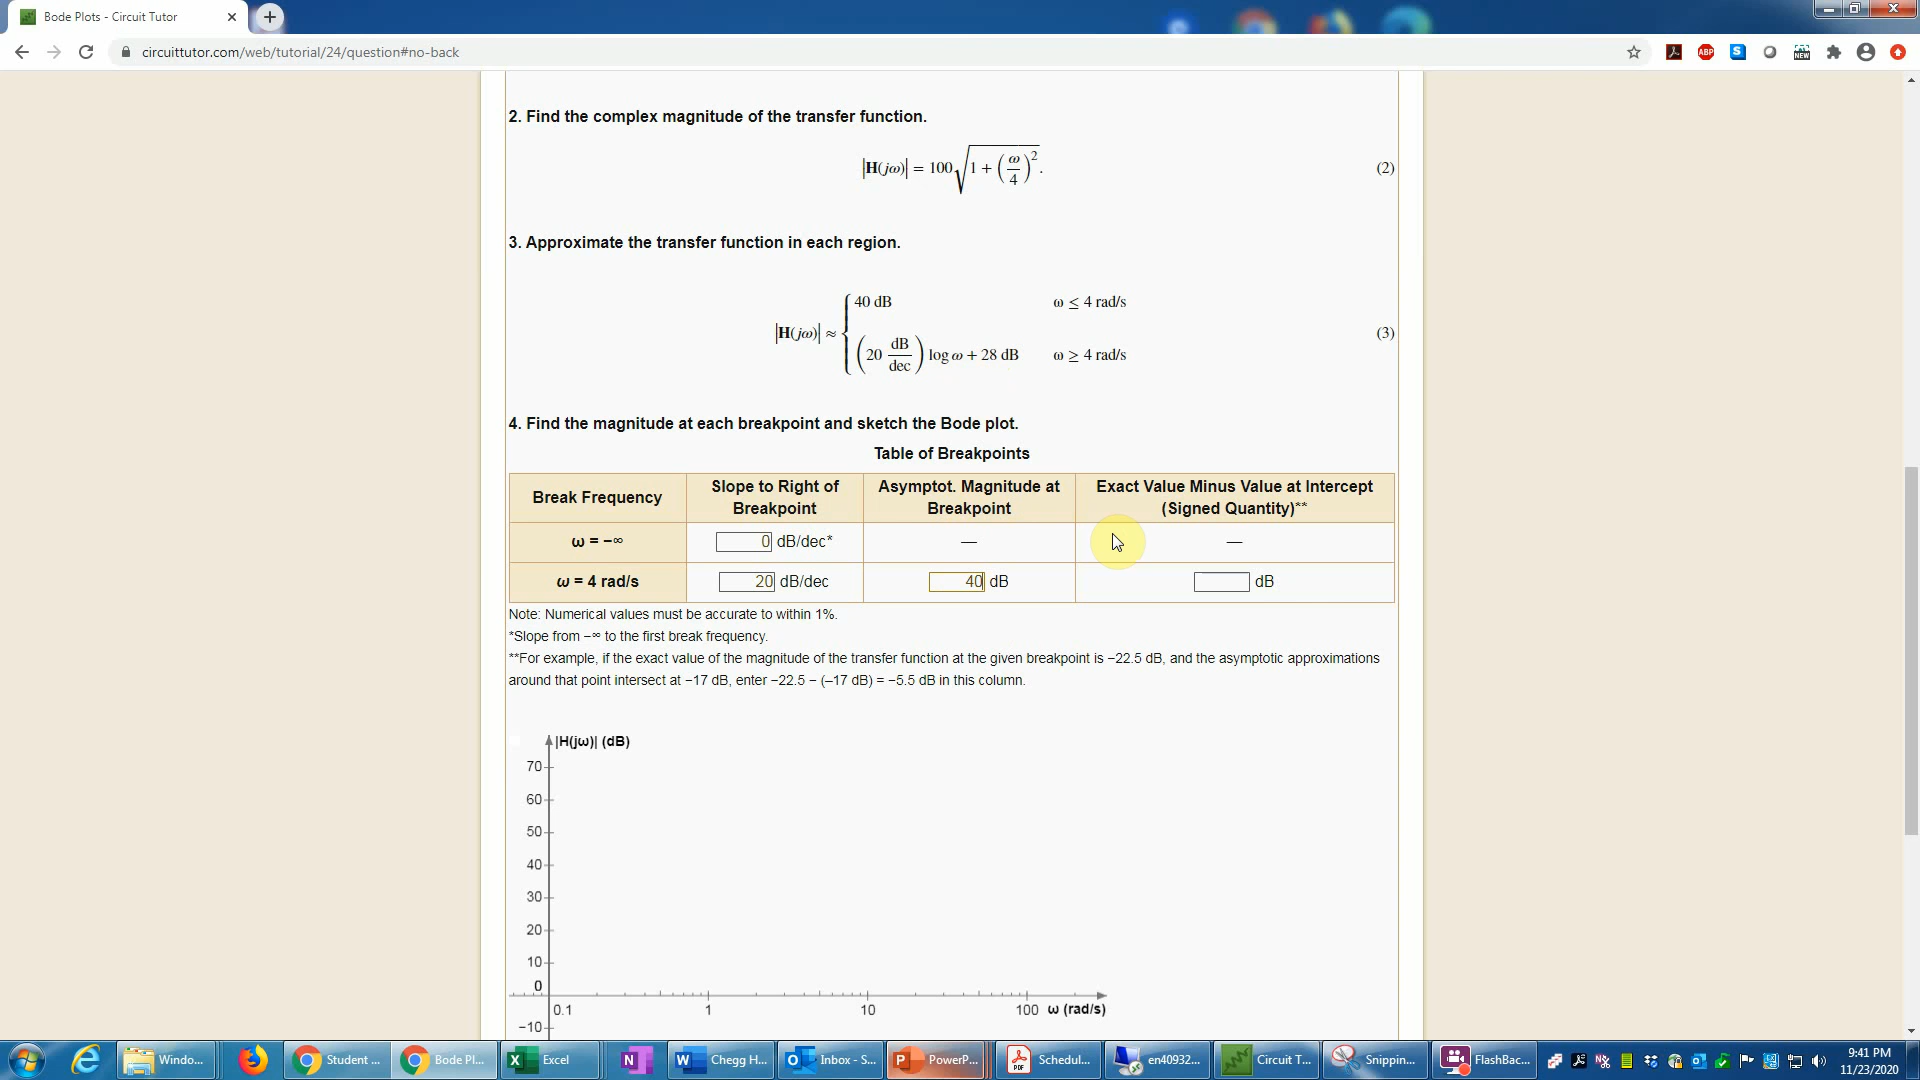 Bode Plots - Circuit Tutor
circuittutor.com/web/tutorial/24/question#no-back
ABP
S
NEW
2. Find the complex magnitude of the transfer function.
|H(jω)| = 100√(1 + (ω/4)²). (2)
3. Approximate the transfer function in each region.
|H(jω)| ≈ { 40 dB ω ≤ 4 rad/s
(20 dB/dec) log ω + 28 dB ω ≥ 4 rad/s (3)
4. Find the magnitude at each breakpoint and sketch the Bode plot.
Table of Breakpoints
Break Frequency
Slope to Right of
Breakpoint
Asymptot. Magnitude at
Breakpoint
Exact Value Minus Value at Intercept
(Signed Quantity)**
ω = −∞ 0 dB/dec* — —
ω = 4 rad/s 20 dB/dec 40 dB dB
Note: Numerical values must be accurate to within 1%.
*Slope from −∞ to the first break frequency.
**For example, if the exact value of the magnitude of the transfer function at the given breakpoint is −22.5 dB, and the asymptotic approximations
around that point intersect at −17 dB, enter −22.5 − (−17 dB) = −5.5 dB in this column.
|H(jω)| (dB)
70
60
50
40
30
20
10
0
0.1 1 10 100 ω (rad/s)
−10
Windo...
Student ...
Bode Pl...
Excel
Chegg H...
Inbox - S...
PowerP...
Schedul...
en40932...
Circuit T...
Snippin...
FlashBac...
9:41 PM
11/23/2020